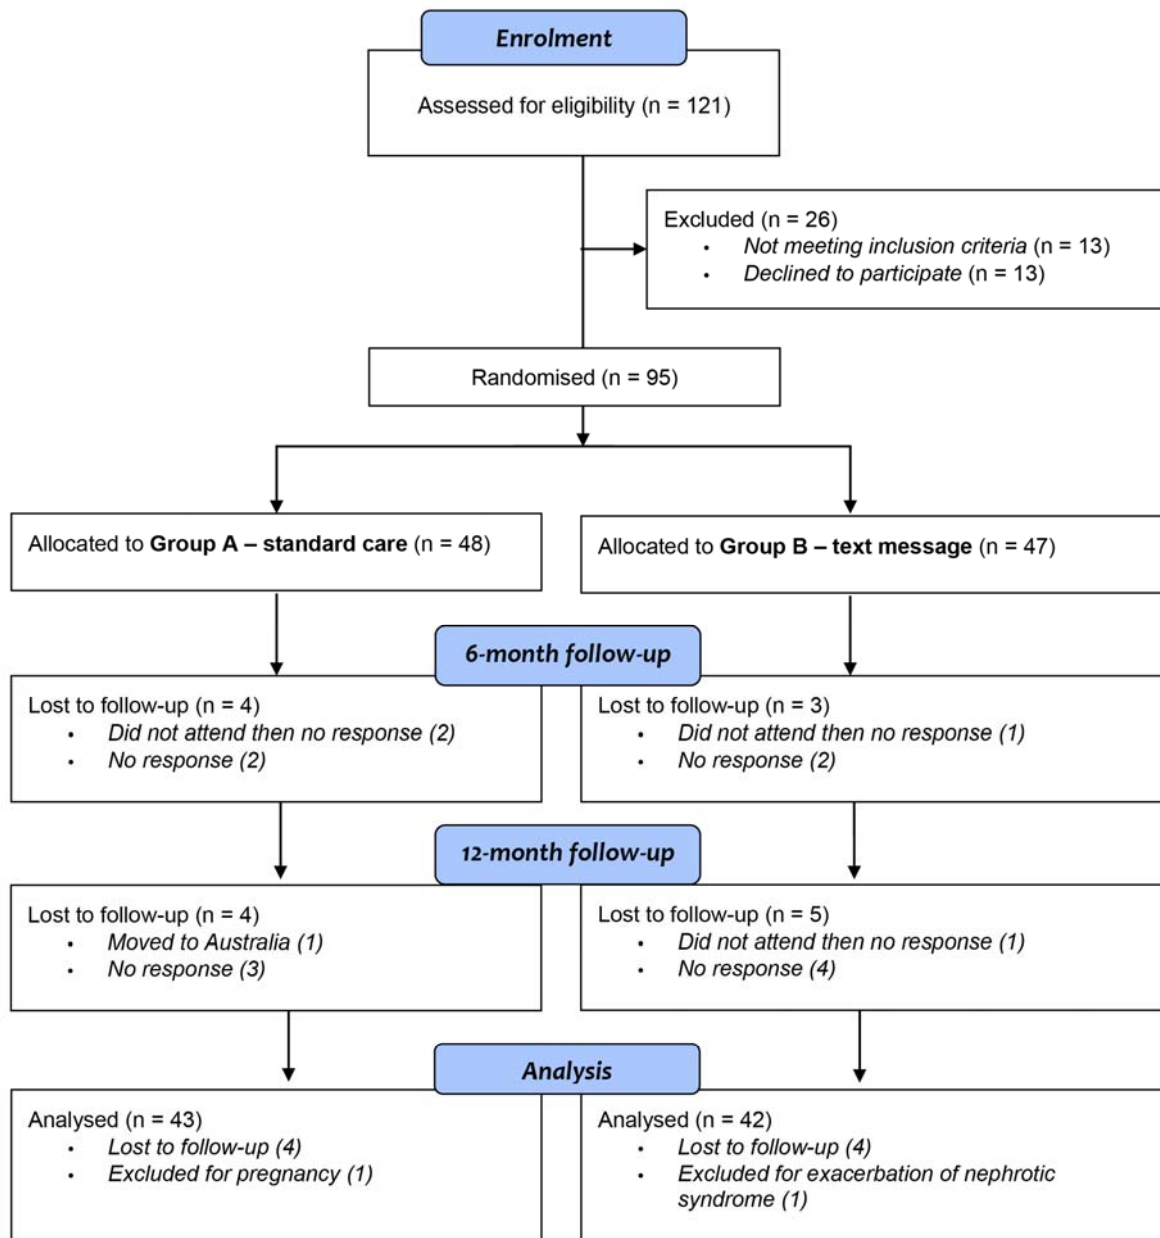 Enrolment
Assessed for eligibility (n = 121)
Excluded (n = 26)
• Not meeting inclusion criteria (n = 13)
• Declined to participate (n = 13)
Randomised (n = 95)
Allocated to Group A – standard care (n = 48)
Allocated to Group B – text message (n = 47)
6-month follow-up
Lost to follow-up (n = 4)
• Did not attend then no response (2)
• No response (2)
Lost to follow-up (n = 3)
• Did not attend then no response (1)
• No response (2)
12-month follow-up
Lost to follow-up (n = 4)
• Moved to Australia (1)
• No response (3)
Lost to follow-up (n = 5)
• Did not attend then no response (1)
• No response (4)
Analysis
Analysed (n = 43)
• Lost to follow-up (4)
• Excluded for pregnancy (1)
Analysed (n = 42)
• Lost to follow-up (4)
• Excluded for exacerbation of nephrotic
syndrome (1)